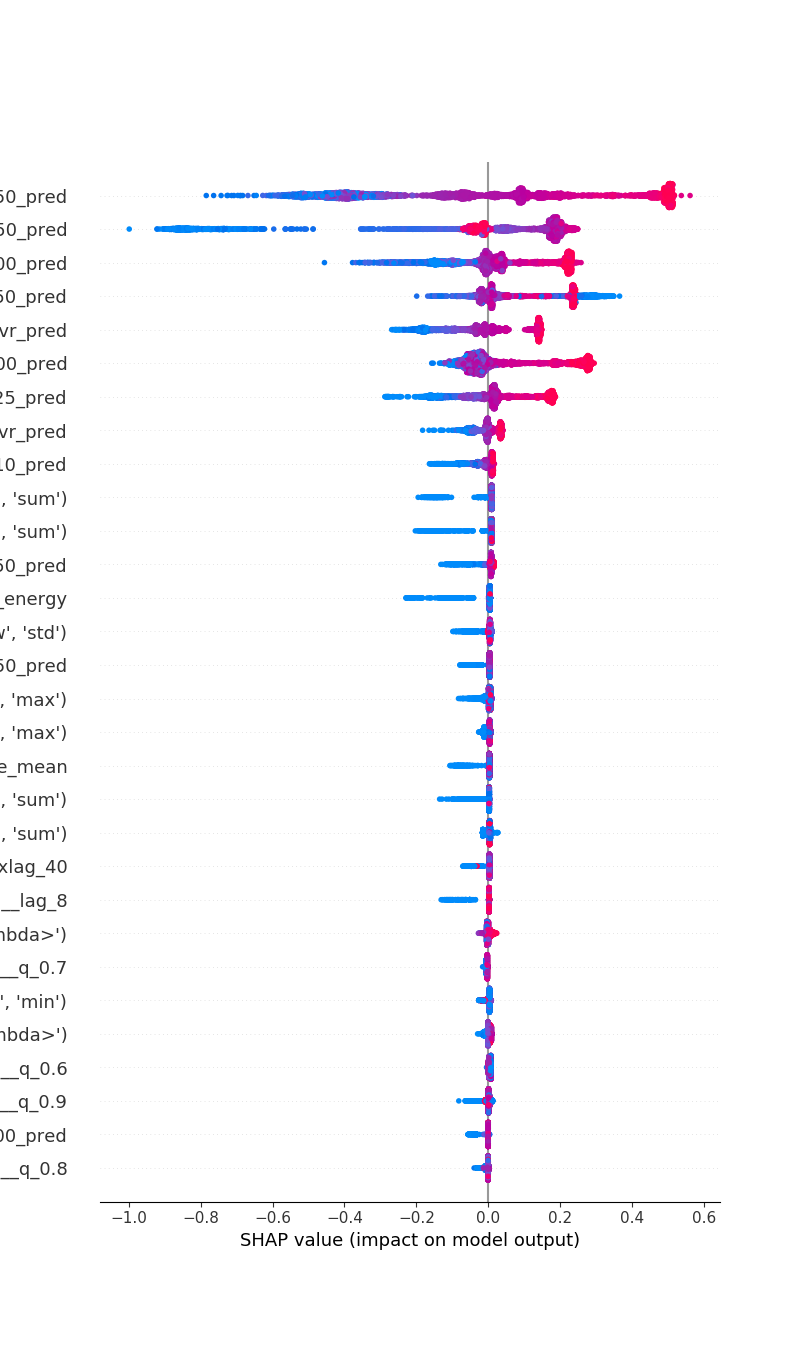 50_pred
50_pred
00_pred
50_pred
vr_pred
00_pred
25_pred
vr_pred
10_pred
, 'sum')
, 'sum')
50_pred
_energy
v', 'std')
50_pred
, 'max')
, 'max')
e_mean
, 'sum')
, 'sum')
xlag_40
__lag_8
nbda>')
__q_0.7
', 'min')
nbda>')
__q_0.6
__q_0.9
00_pred
__q_0.8
−1.0 −0.8 −0.6 −0.4 −0.2 0.0 0.2 0.4 0.6
SHAP value (impact on model output)